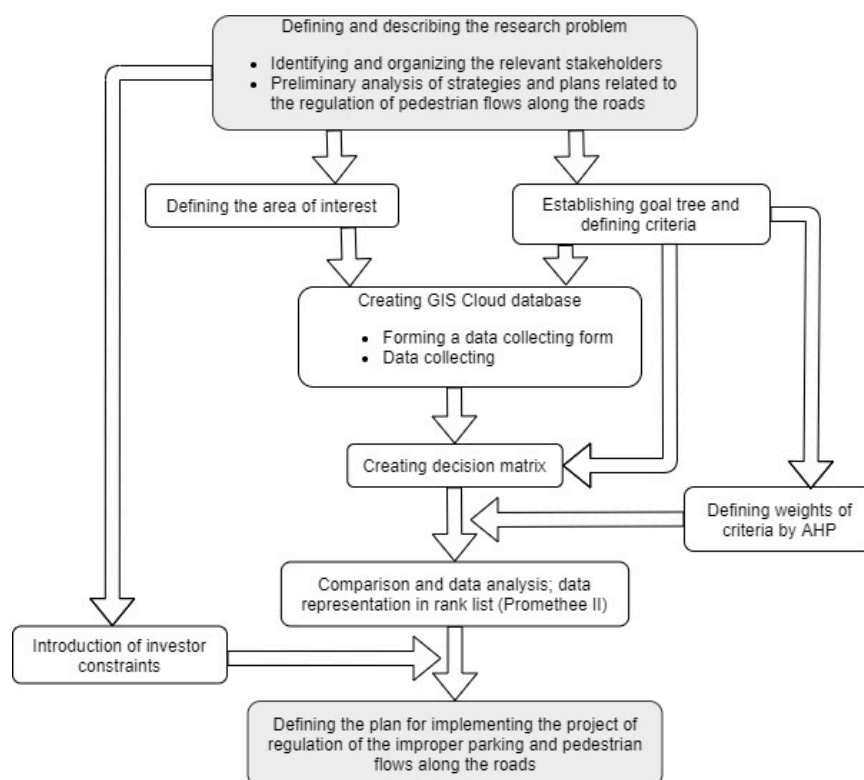 Defining and describing the research problem
• Identifying and organizing the relevant stakeholders
• Preliminary analysis of strategies and plans related to
the regulation of pedestrian flows along the roads
Defining the area of interest
Establishing goal tree and
defining criteria
Creating GIS Cloud database
• Forming a data collecting form
• Data collecting
Creating decision matrix
Defining weights of
criteria by AHP
Comparison and data analysis; data
representation in rank list (Promethee II)
Introduction of investor
constraints
Defining the plan for implementing the project of
regulation of the improper parking and pedestrian
flows along the roads